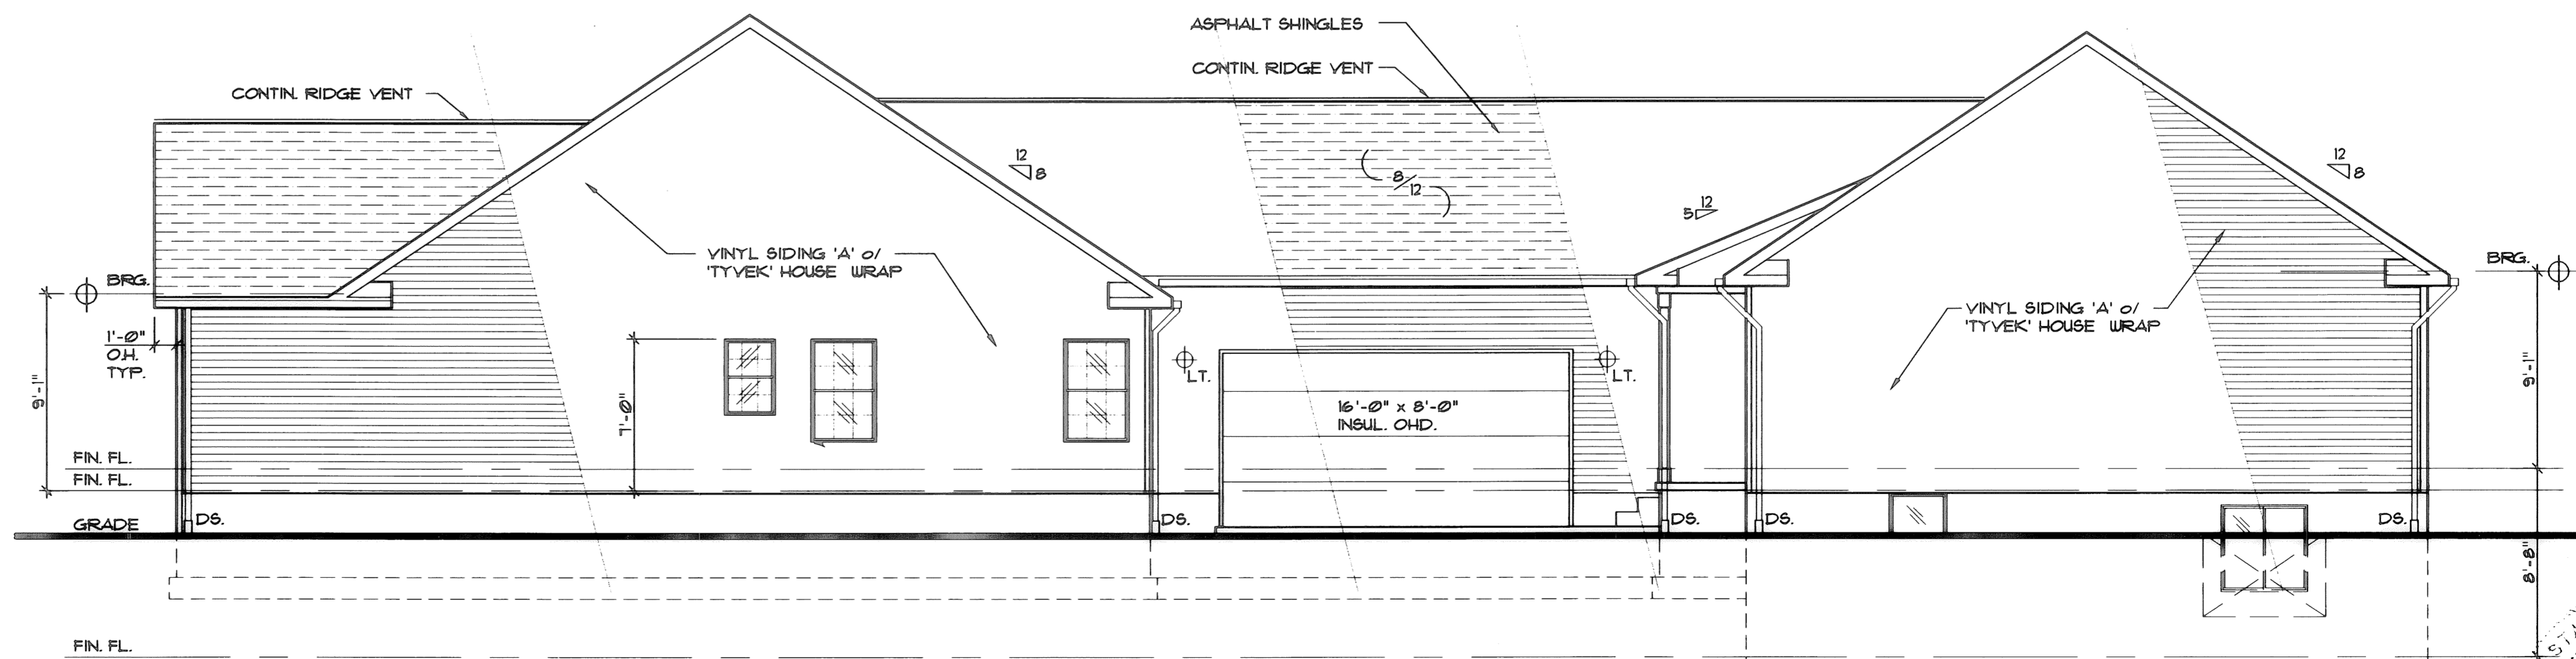 ASPHALT SHINGLES
CONTIN. RIDGE VENT
CONTIN. RIDGE VENT
12
8
12
8
8/12
12
5
VINYL SIDING 'A' o/
'TYVEK' HOUSE WRAP
BRG.
BRG.
VINYL SIDING 'A' o/
'TYVEK' HOUSE WRAP
1'-0"
O.H.
TYP.
9'-1"
9'-1"
LT.
LT.
7'-0"
16'-0" x 8'-0"
INSUL. OHD.
FIN. FL.
FIN. FL.
GRADE
DS.
DS.
DS.
DS.
DS.
8'-8"
FIN. FL.